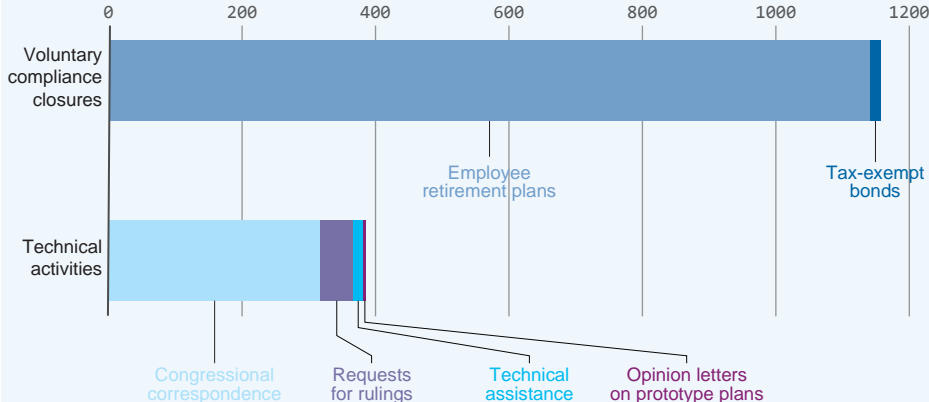 0 200 400 600 800 1000 1200
Voluntary
compliance
closures
Employee
retirement plans
Tax-exempt
bonds
Technical
activities
Congressional
correspondence
Requests
for rulings
Technical
assistance
Opinion letters
on prototype plans